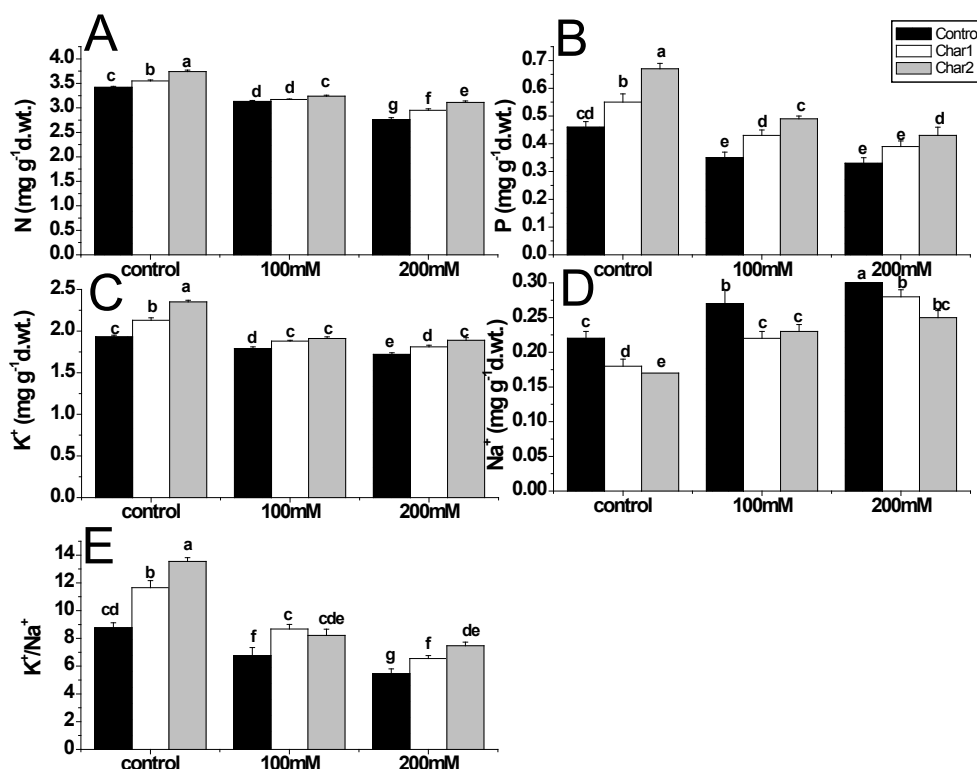 A
N (mg g⁻¹d.wt.)
4.0
3.5
3.0
2.5
2.0
1.5
1.0
0.5
0.0
c b a
d d c
g f e
control 100mM 200mM
B
P (mg g⁻¹d.wt.)
0.7
0.6
0.5
0.4
0.3
0.2
0.1
0.0
cd b a
e d c
e e d
control 100mM 200mM
Control
Char1
Char2
C
K⁺ (mg g⁻¹d.wt.)
2.5
2.0
1.5
1.0
0.5
0.0
c b a
d c c
e d c
control 100mM 200mM
D
Na⁺ (mg g⁻¹d.wt.)
0.30
0.25
0.20
0.15
0.10
0.05
0.00
c d e
b c c
a b bc
control 100mM 200mM
E
K⁺/Na⁺
14
12
10
8
6
4
2
0
cd b a
f c cde
g f de
control 100mM 200mM